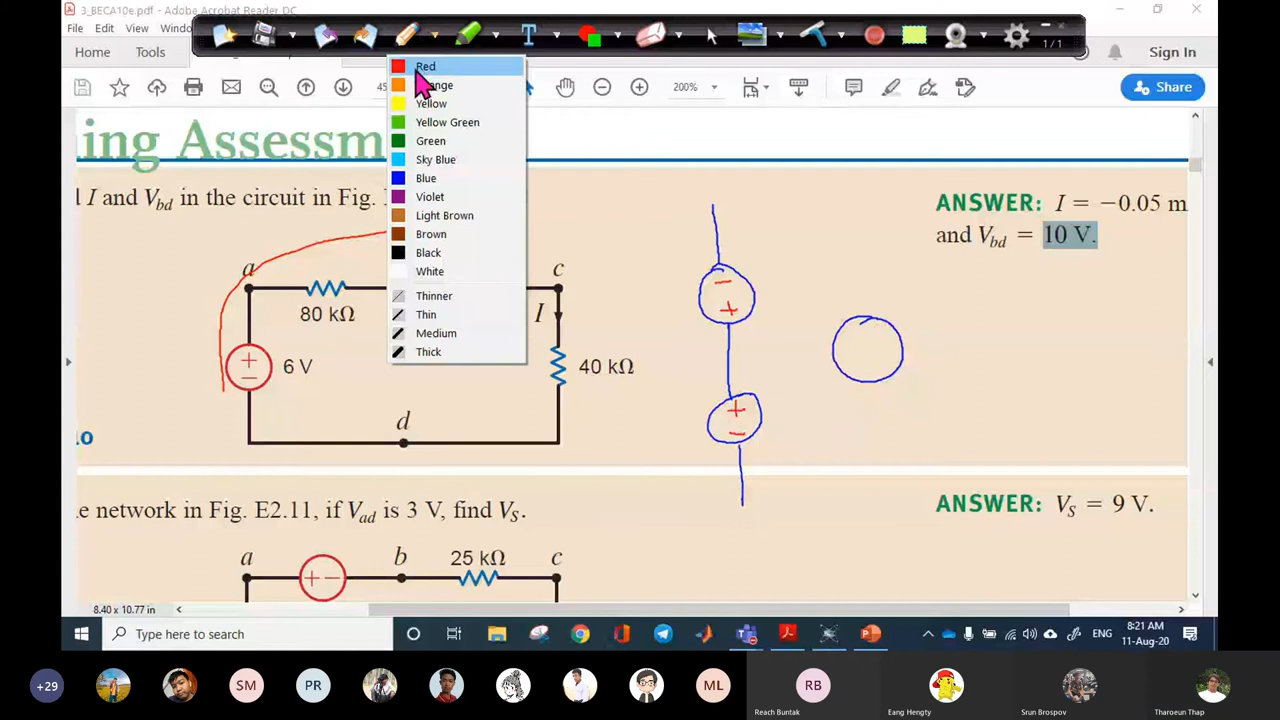 3_BECA10e.pdf - Adobe Acrobat Reader DC
File Edit View
1/1
Home Tools
Sign In
200%
Share
Red
Orange
Yellow
Yellow Green
Green
Sky Blue
Blue
Violet
Light Brown
Brown
Black
White
Thinner
Thin
Medium
Thick
ing Assessm
I and Vbd in the circuit in Fig.
ANSWER: I = −0.05 m
and Vbd = 10 V.
a
c
80 kΩ
I
+
−
6 V
40 kΩ
d
−
+
+
−
e network in Fig. E2.11, if Vad is 3 V, find VS.
ANSWER: VS = 9 V.
a
b
25 kΩ
c
+ −
8.40 x 10.77 in
Type here to search
ENG
8:21 AM
11-Aug-20
+29
SM
PR
ML
RB
Reach Buntak
Eang Hengty
Srun Brospov
Tharoeun Thap